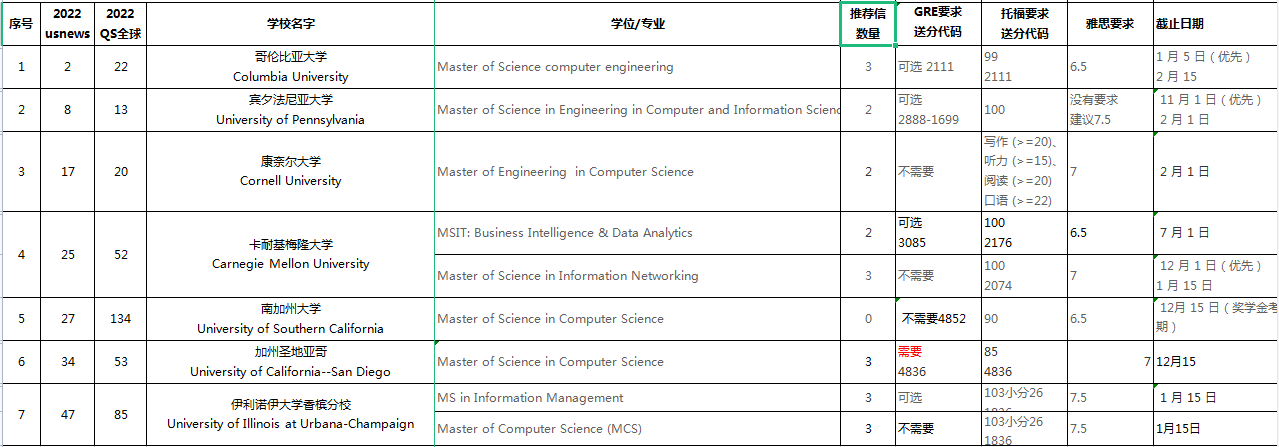 序号
2022
usnews
2022
QS全球
学校名字
学位/专业
推荐信
数量
GRE要求
送分代码
托福要求
送分代码
雅思要求
截止日期
1
2
22
哥伦比亚大学
Columbia University
Master of Science computer engineering
3
可选 2111
99
2111
6.5
1 月 5 日（优先）
2 月 15
2
8
13
宾夕法尼亚大学
University of Pennsylvania
Master of Science in Engineering in Computer and Information Scienc
2
可选
2888-1699
100
没有要求
建议7.5
11 月 1 日（优先）
2 月 1 日
3
17
20
康奈尔大学
Cornell University
Master of Engineering  in Computer Science
2
不需要
写作 (>=20)、
听力 (>=15)、
阅读 (>=20)
口语 (>=22)
7
2 月 1 日
4
25
52
卡耐基梅隆大学
Carnegie Mellon University
MSIT: Business Intelligence & Data Analytics
2
可选
3085
100
2176
6.5
7 月 1 日
Master of Science in Information Networking
3
不需要
100
2074
7
12 月 1 日（优先）
1 月 15 日
5
27
134
南加州大学
University of Southern California
Master of Science in Computer Science
0
不需要4852
90
6.5
12月 15 日（奖学金考
期）
6
34
53
加州圣地亚哥
University of California--San Diego
Master of Science in Computer Science
3
需要
4836
85
4836
7
12月15
7
47
85
伊利诺伊大学香槟分校
University of Illinois at Urbana-Champaign
MS in Information Management
3
可选
103小分26
7.5
1 月 15 日
Master of Computer Science (MCS)
3
不需要
103小分26
1836
7.5
1月15日